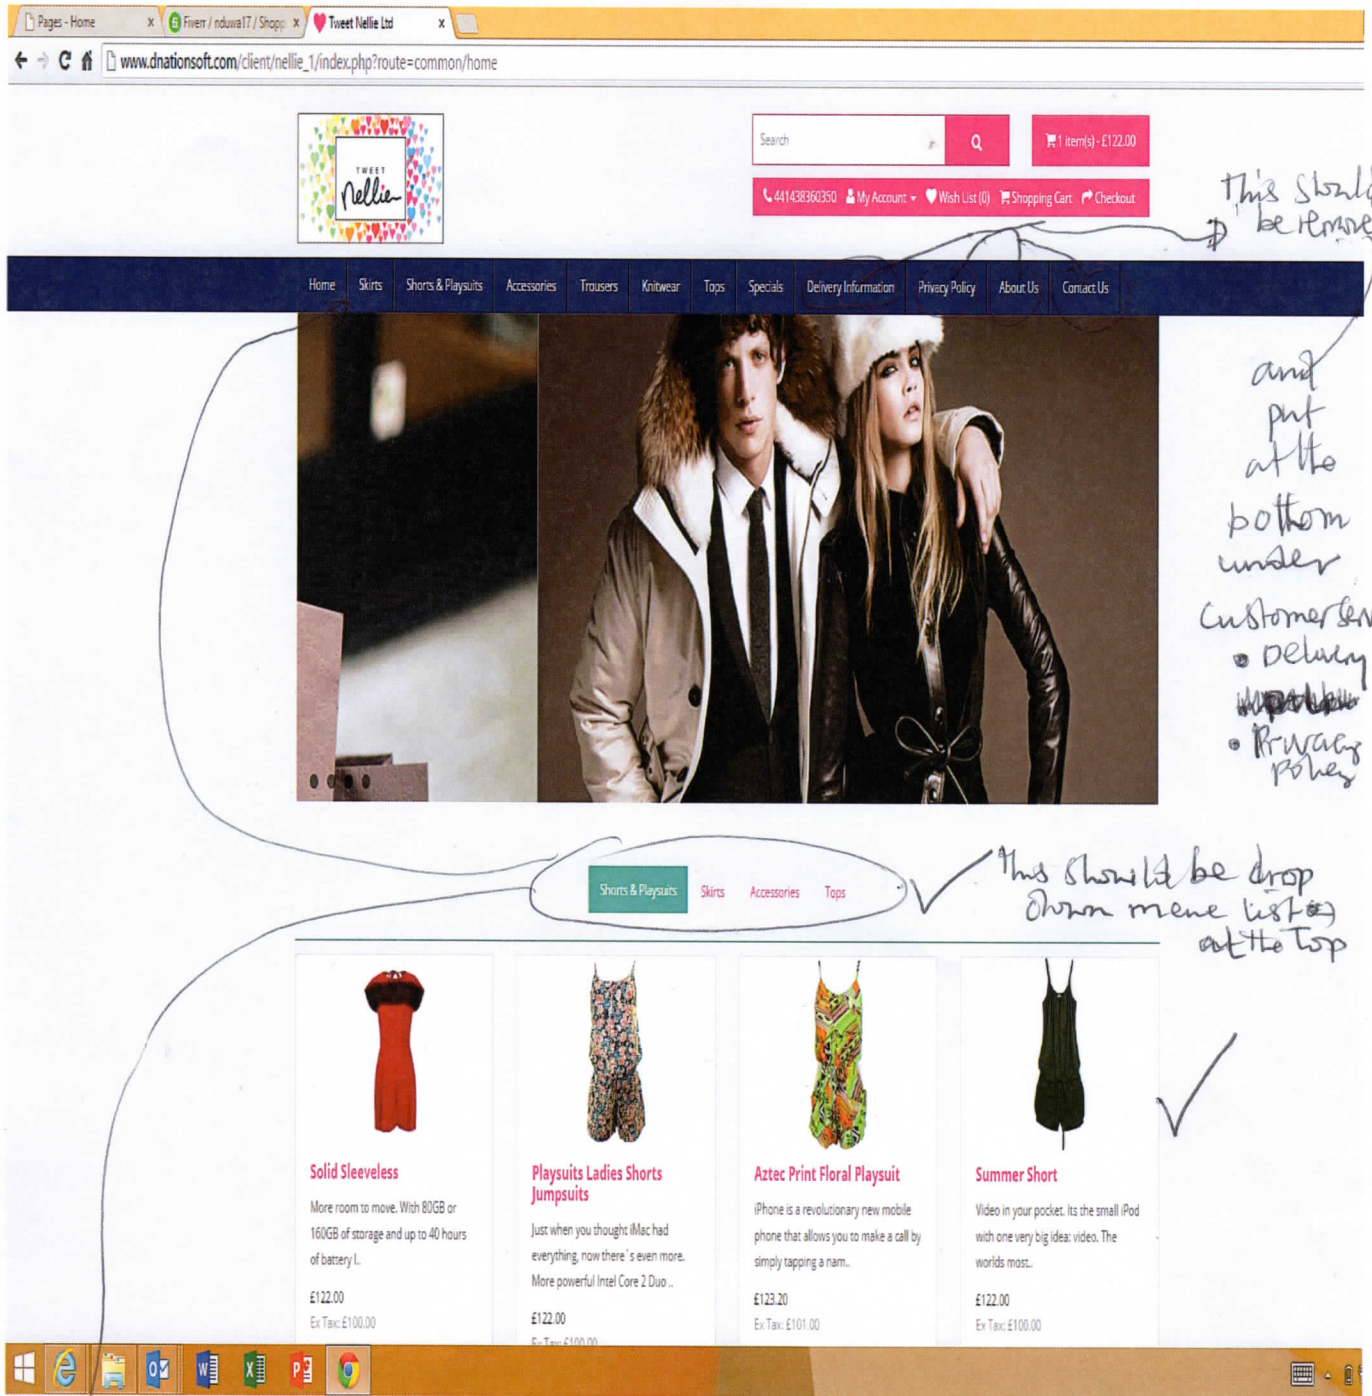 Pages - Home
Fiverr / nduwa17 / Shopp
Tweet Nellie Ltd
www.dnationsoft.com/client/nellie_1/index.php?route=common/home
TWEET
nellie
Search
1 item(s) - £122.00
441438360350 My Account Wish List (0) Shopping Cart Checkout
This should
be remove
Home Skirts Shorts & Playsuits Accessories Trousers Knitwear Tops Specials Delivery Information Privacy Policy About Us Contact Us
and
put
at the
bottom
under
Customer Serv
• Delivery
• Privacy
Policy
Shorts & Playsuits Skirts Accessories Tops
This should be drop
down mene list
at the Top
Solid Sleeveless
More room to move. With 80GB or
160GB of storage and up to 40 hours
of battery l..
£122.00
Ex Tax: £100.00
Playsuits Ladies Shorts
Jumpsuits
Just when you thought iMac had
everything, now there´s even more.
More powerful Intel Core 2 Duo ..
£122.00
Ex Tax: £100.00
Aztec Print Floral Playsuit
iPhone is a revolutionary new mobile
phone that allows you to make a call by
simply tapping a nam..
£123.20
Ex Tax: £101.00
Summer Short
Video in your pocket. Its the small iPod
with one very big idea: video. The
worlds most..
£122.00
Ex Tax: £100.00